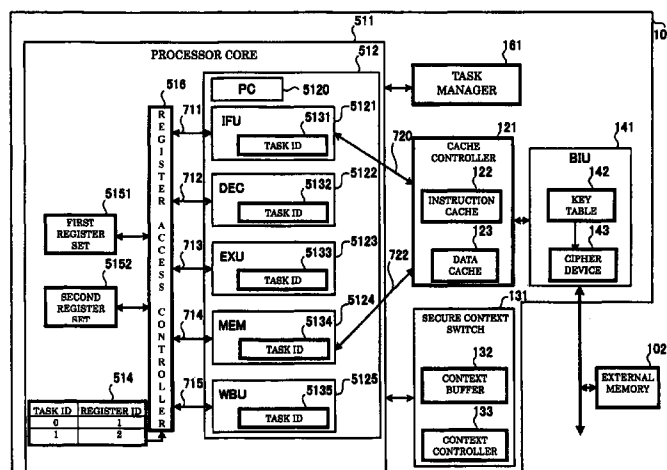 511
10
PROCESSOR CORE
512
516
PC
5120
161
TASK MANAGER
711
IFU
5121
5131
TASK ID
REGISTER ACCESS CONTROLLER
720
121
CACHE CONTROLLER
141
BIU
712
DEC
5122
5132
TASK ID
122
INSTRUCTION CACHE
142
KEY TABLE
5151
FIRST REGISTER SET
713
EXU
5123
5133
TASK ID
123
DATA CACHE
143
CIPHER DEVICE
5152
SECOND REGISTER SET
722
714
MEM
5124
5134
TASK ID
131
SECURE CONTEXT SWITCH
132
CONTEXT BUFFER
102
EXTERNAL MEMORY
514
715
WBU
5125
5135
TASK ID
133
CONTEXT CONTROLLER
TASK ID REGISTER ID
0 1
1 2